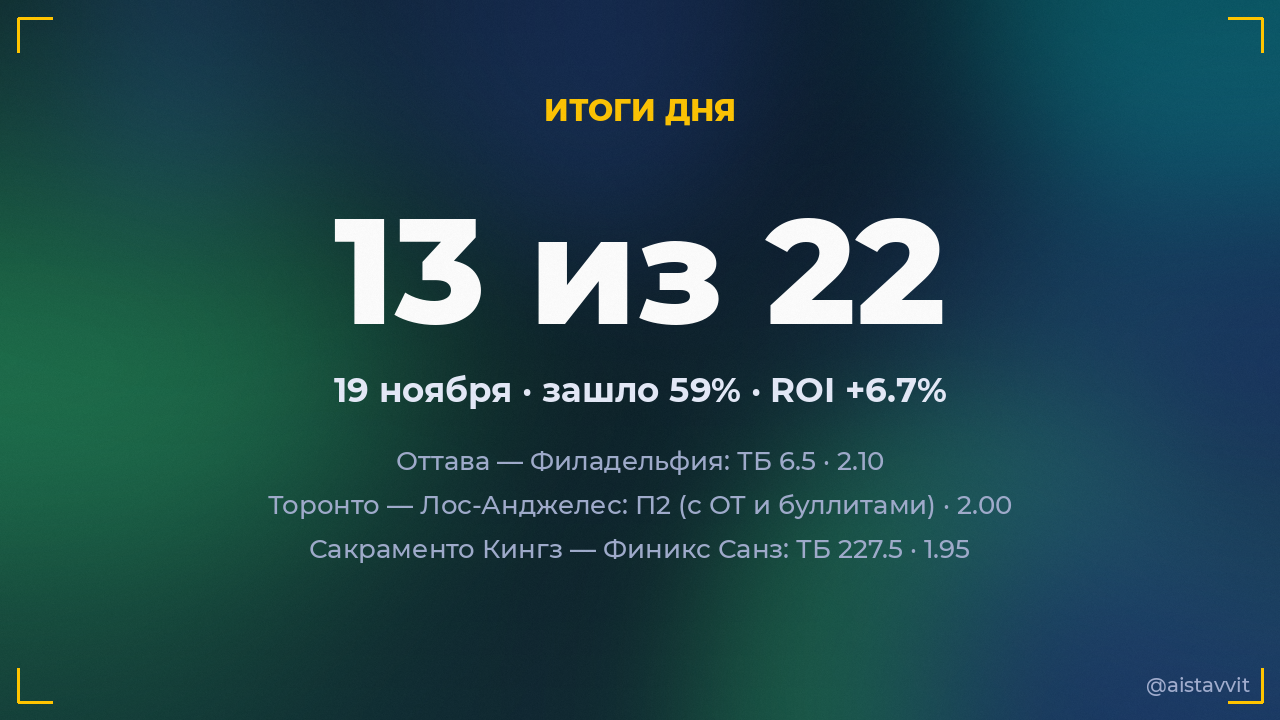 ИТОГИ ДНЯ
13 из 22
19 ноября · зашло 59% · ROI +6.7%
Оттава — Филадельфия: ТБ 6.5 · 2.10
Торонто — Лос-Анджелес: П2 (с ОТ и буллитами) · 2.00
Сакраменто Кингз — Финикс Санз: ТБ 227.5 · 1.95
@aistavvit